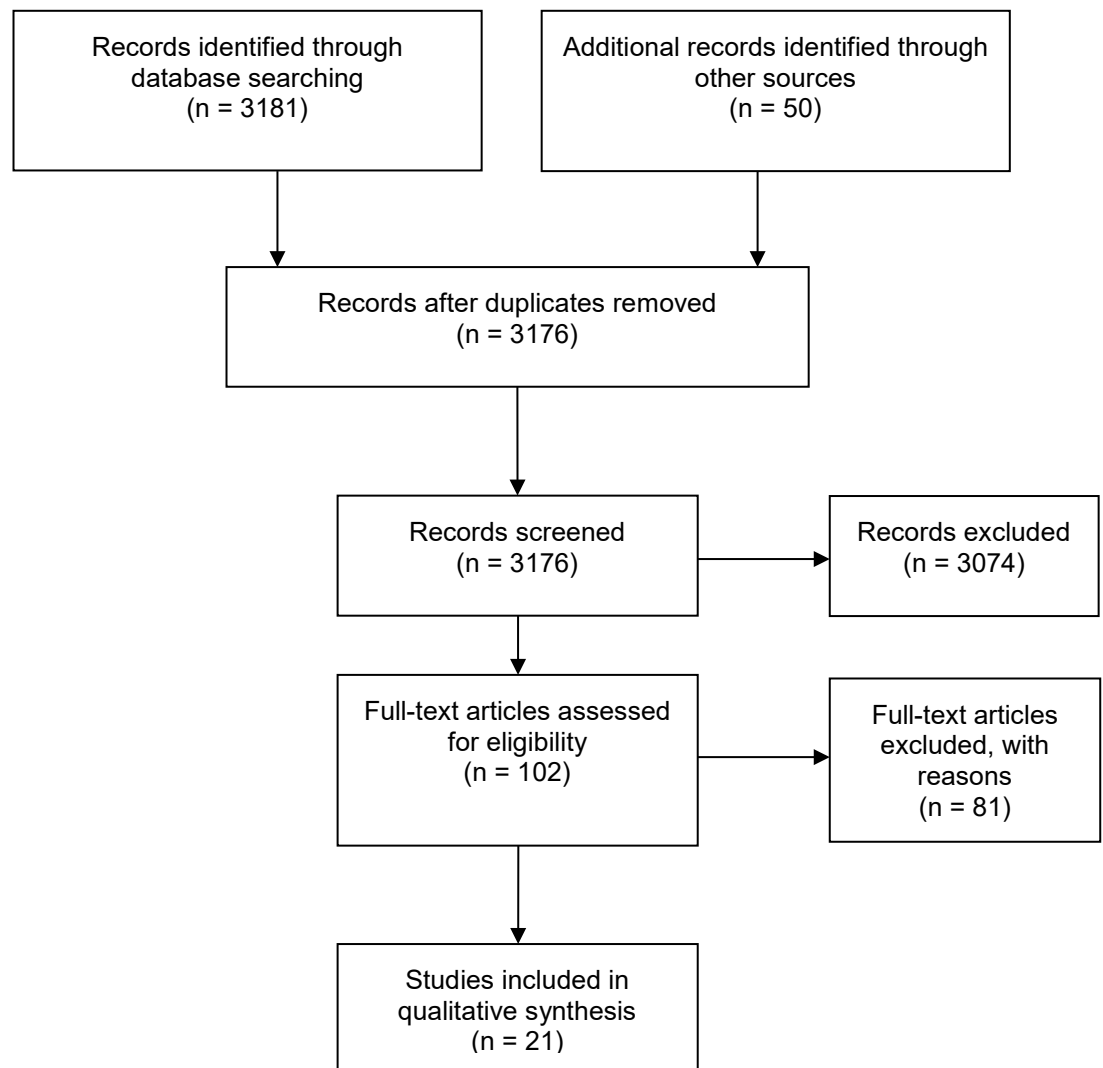 Records identified through
database searching
(n = 3181)
Additional records identified through
other sources
(n = 50)
Records after duplicates removed
(n = 3176)
Records screened
(n = 3176)
Records excluded
(n = 3074)
Full-text articles assessed
for eligibility
(n = 102)
Full-text articles
excluded, with
reasons
(n = 81)
Studies included in
qualitative synthesis
(n = 21)